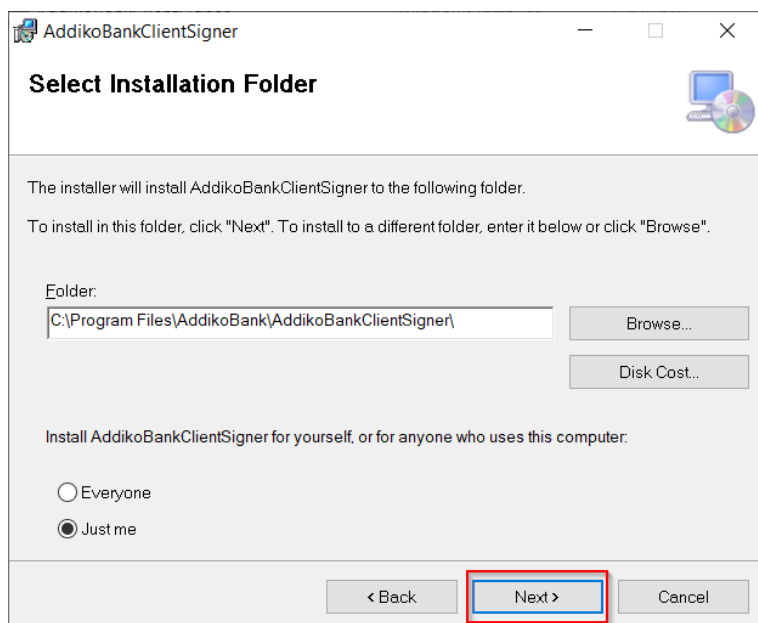 AddikoBankClientSigner
Select Installation Folder
The installer will install AddikoBankClientSigner to the following folder.
To install in this folder, click "Next". To install to a different folder, enter it below or click "Browse".
Folder:
C:\Program Files\AddikoBank\AddikoBankClientSigner\
Browse...
Disk Cost...
Install AddikoBankClientSigner for yourself, or for anyone who uses this computer:
Everyone
Just me
< Back
Next >
Cancel